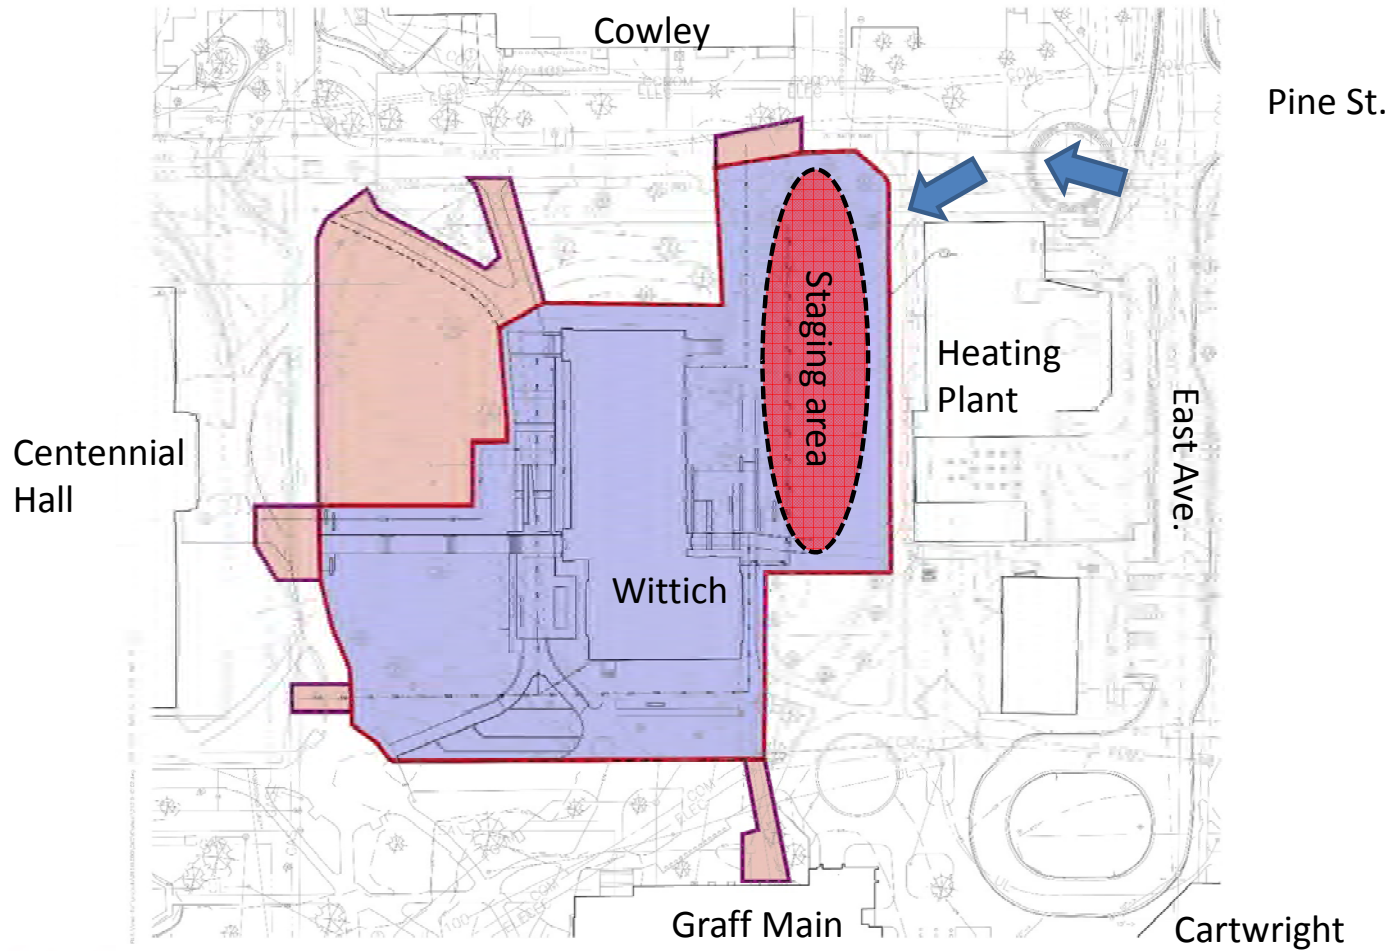 Cowley
Pine St.
Staging area
Heating
Plant
East Ave.
Centennial
Hall
Wittich
Graff Main
Cartwright